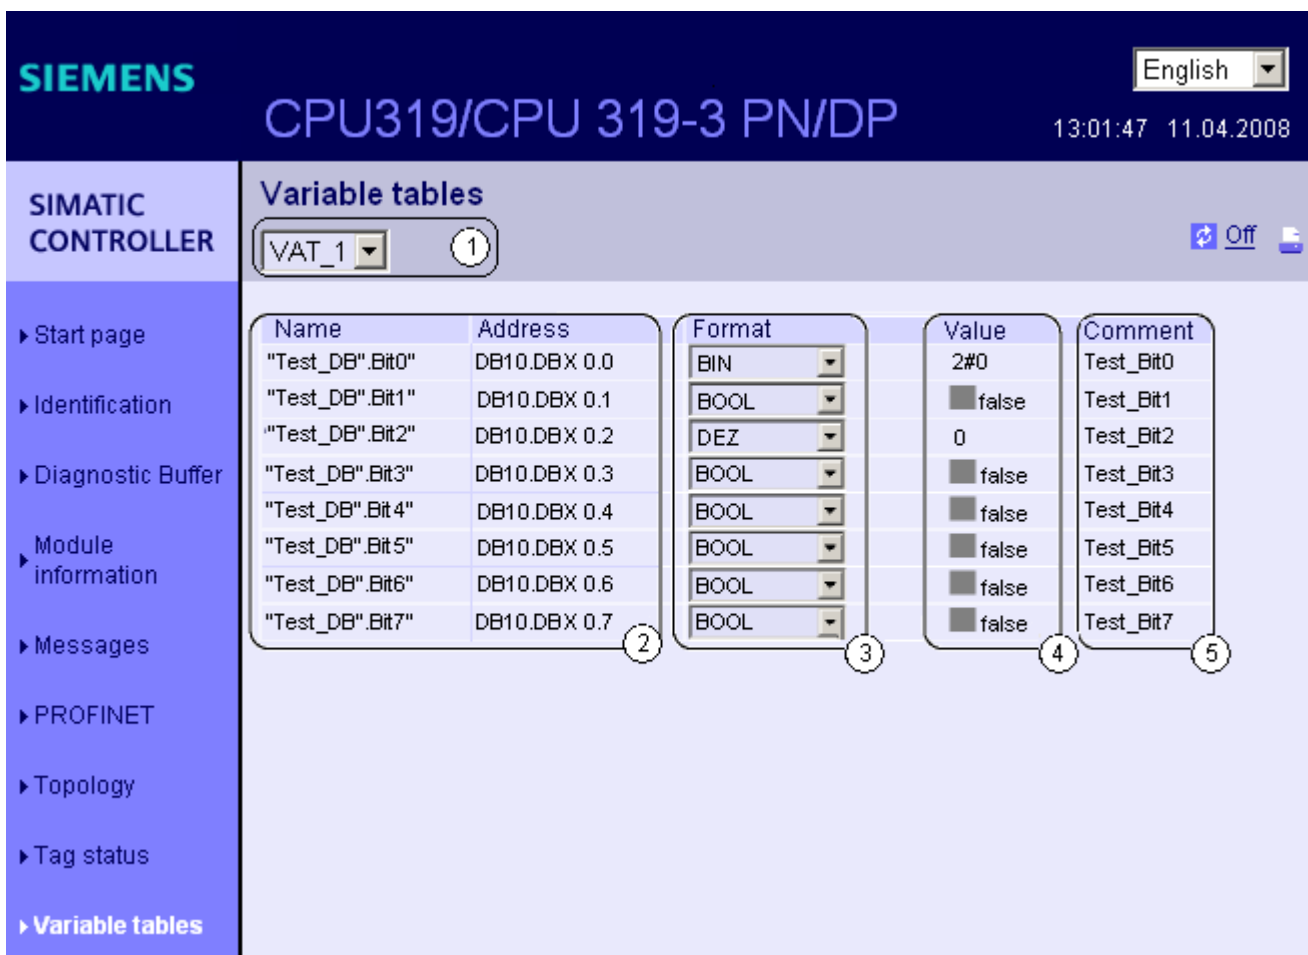 SIEMENS
English
CPU319/CPU 319-3 PN/DP
13:01:47 11.04.2008
SIMATIC
CONTROLLER
Variable tables
VAT_1 1
Off
Start page
Identification
Diagnostic Buffer
Module
information
Messages
PROFINET
Topology
Tag status
Variable tables
Name Address Format Value Comment
"Test_DB".Bit0" DB10.DBX 0.0 BIN 2#0 Test_Bit0
"Test_DB".Bit1" DB10.DBX 0.1 BOOL false Test_Bit1
"Test_DB".Bit2" DB10.DBX 0.2 DEZ 0 Test_Bit2
"Test_DB".Bit3" DB10.DBX 0.3 BOOL false Test_Bit3
"Test_DB".Bit4" DB10.DBX 0.4 BOOL false Test_Bit4
"Test_DB".Bit5" DB10.DBX 0.5 BOOL false Test_Bit5
"Test_DB".Bit6" DB10.DBX 0.6 BOOL false Test_Bit6
"Test_DB".Bit7" DB10.DBX 0.7 BOOL false Test_Bit7
2 3 4 5